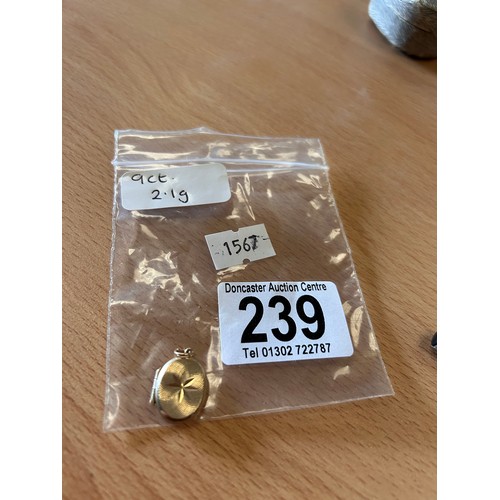 9ct.
2.1g
1567
Doncaster Auction Centre
239
Tel 01302 722787